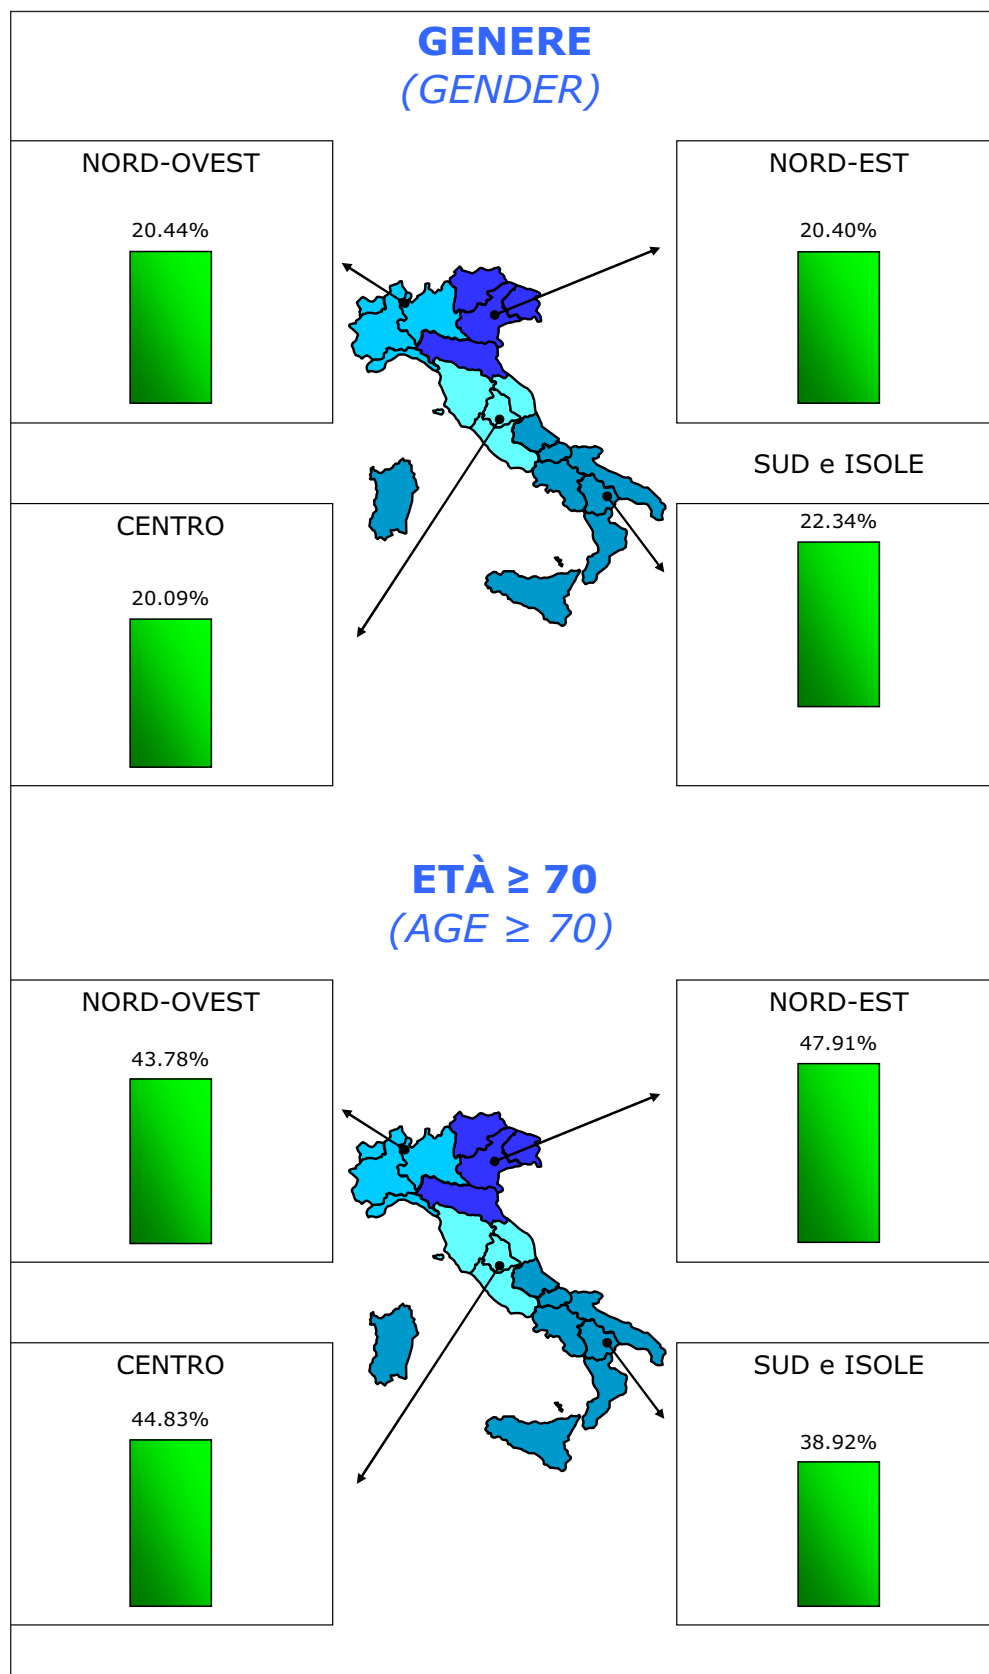 GENERE
(GENDER)
NORD-OVEST
20.44%
NORD-EST
20.40%
CENTRO
20.09%
SUD e ISOLE
22.34%
ETÀ ≥ 70
(AGE ≥ 70)
NORD-OVEST
43.78%
NORD-EST
47.91%
CENTRO
44.83%
SUD e ISOLE
38.92%